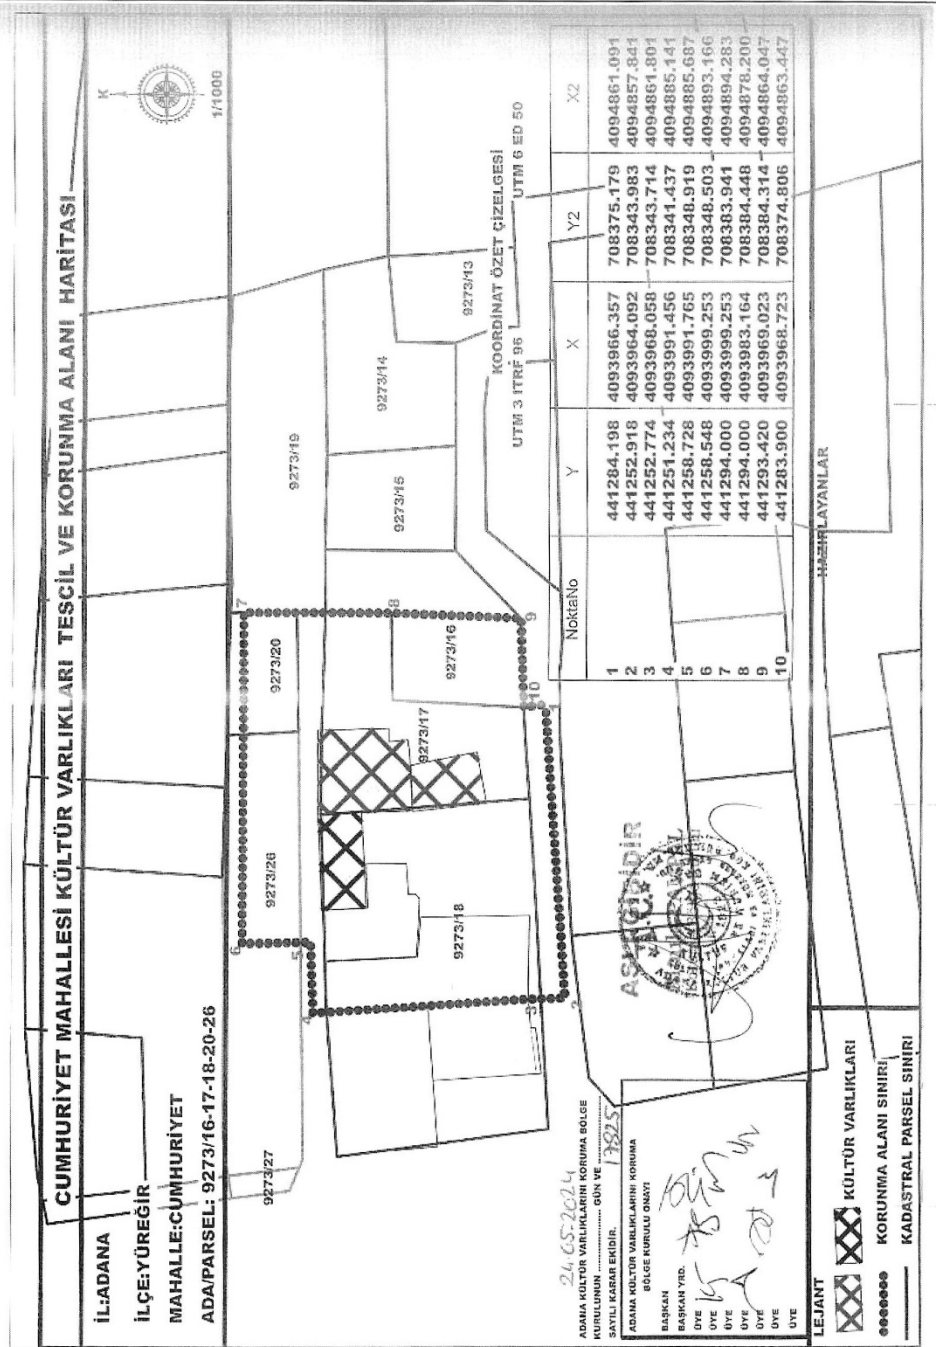 CUMHURİYET MAHALLESİ KÜLTÜR VARLIKLARI TESCİL VE KORUNMA ALANI HARİTASI
İL:ADANA
İLÇE:YÜREĞİR
MAHALLE:CUMHURİYET
ADA/PARSEL: 9273/16-17-18-20-26
K
1/1000
9273/27
9273/26
9273/20
9273/19
9273/18
9273/17
9273/16
9273/15
9273/14
9273/13
1
2
3
4
5
6
7
8
9
10
KOORDİNAT ÖZET ÇİZELGESİ
UTM 3 ITRF 96 UTM 6 ED 50
NoktaNo Y X Y2 X2
1 441284.198 4093966.357 708375.179 4094861.091
2 441252.918 4093964.092 708343.983 4094857.841
3 441252.774 4093968.058 708343.714 4094861.801
4 441251.234 4093991.456 708341.437 4094885.141
5 441258.728 4093991.765 708348.919 4094885.687
6 441258.548 4093999.253 708348.503 4094893.166
7 441294.000 4093999.253 708383.941 4094894.283
8 441294.000 4093983.164 708384.448 4094878.200
9 441293.420 4093969.023 708384.314 4094864.047
10 441283.900 4093968.723 708374.806 4094863.447
HAZIRLAYANLAR
ASLI GİBİDİR
24.05.2024
ADANA KÜLTÜR VARLIKLARINI KORUMA BÖLGE
KURULUNUN .................... GÜN VE ....................
17825
SAYILI KARAR EKİDİR.
ADANA KÜLTÜR VARLIKLARINI KORUMA
BÖLGE KURULU ONAYI
BAŞKAN
BAŞKAN YRD.
ÜYE
ÜYE
ÜYE
ÜYE
ÜYE
ÜYE
LEJANT
KÜLTÜR VARLIKLARI
KORUNMA ALANI SINIRI
KADASTRAL PARSEL SINIRI